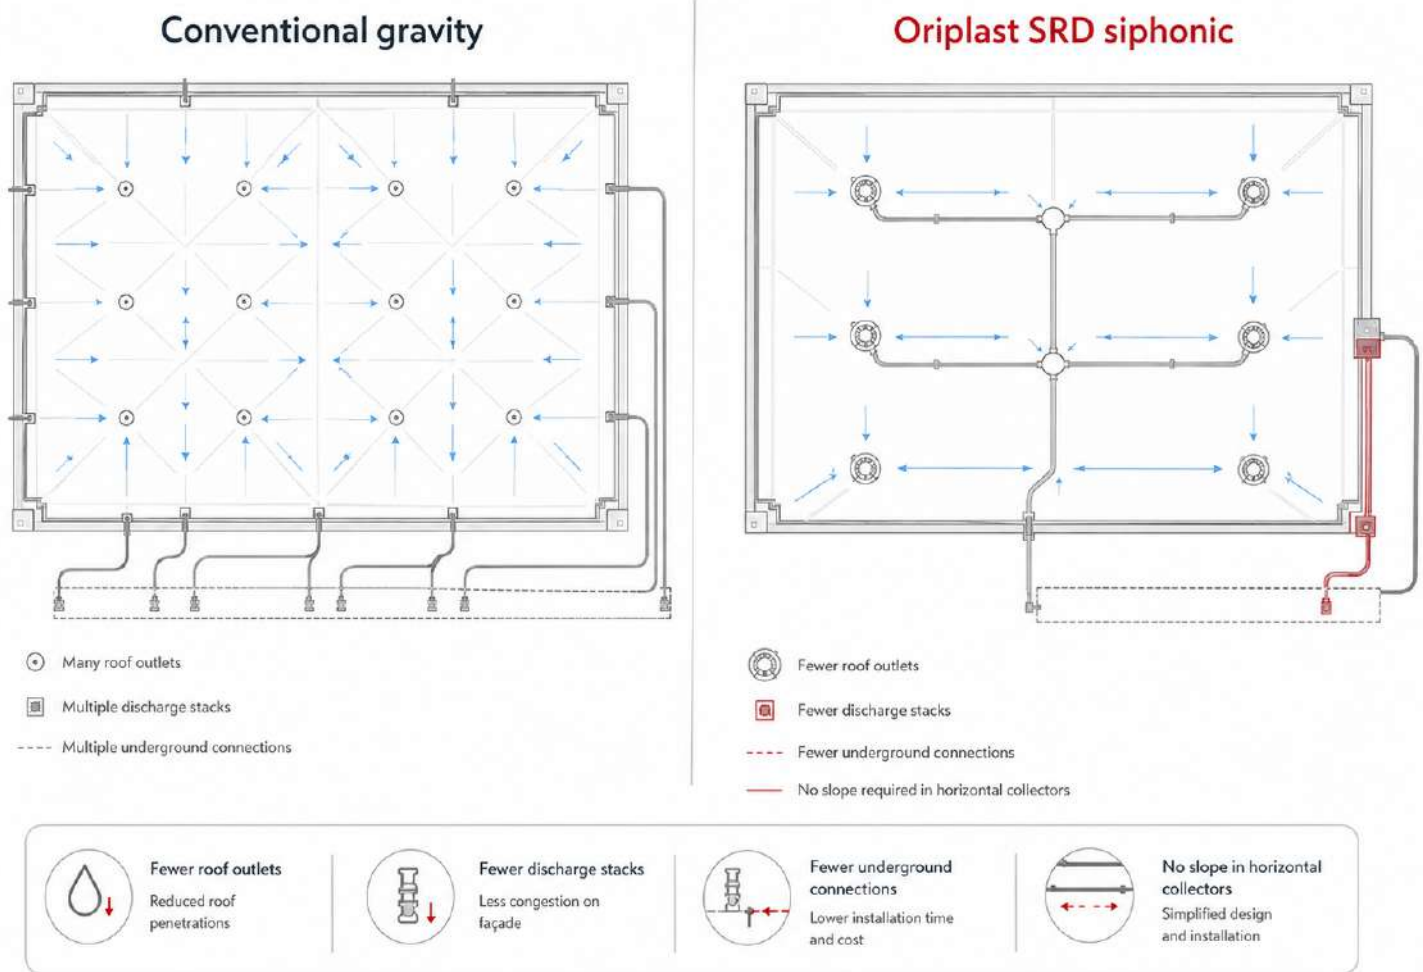 Conventional gravity
Many roof outlets
Multiple discharge stacks
Multiple underground connections
Oriplast SRD siphonic
Fewer roof outlets
Fewer discharge stacks
Fewer underground connections
No slope required in horizontal collectors
Fewer roof outlets
Reduced roof
penetrations
Fewer discharge stacks
Less congestion on
façade
Fewer underground
connections
Lower installation time
and cost
No slope in horizontal
collectors
Simplified design
and installation